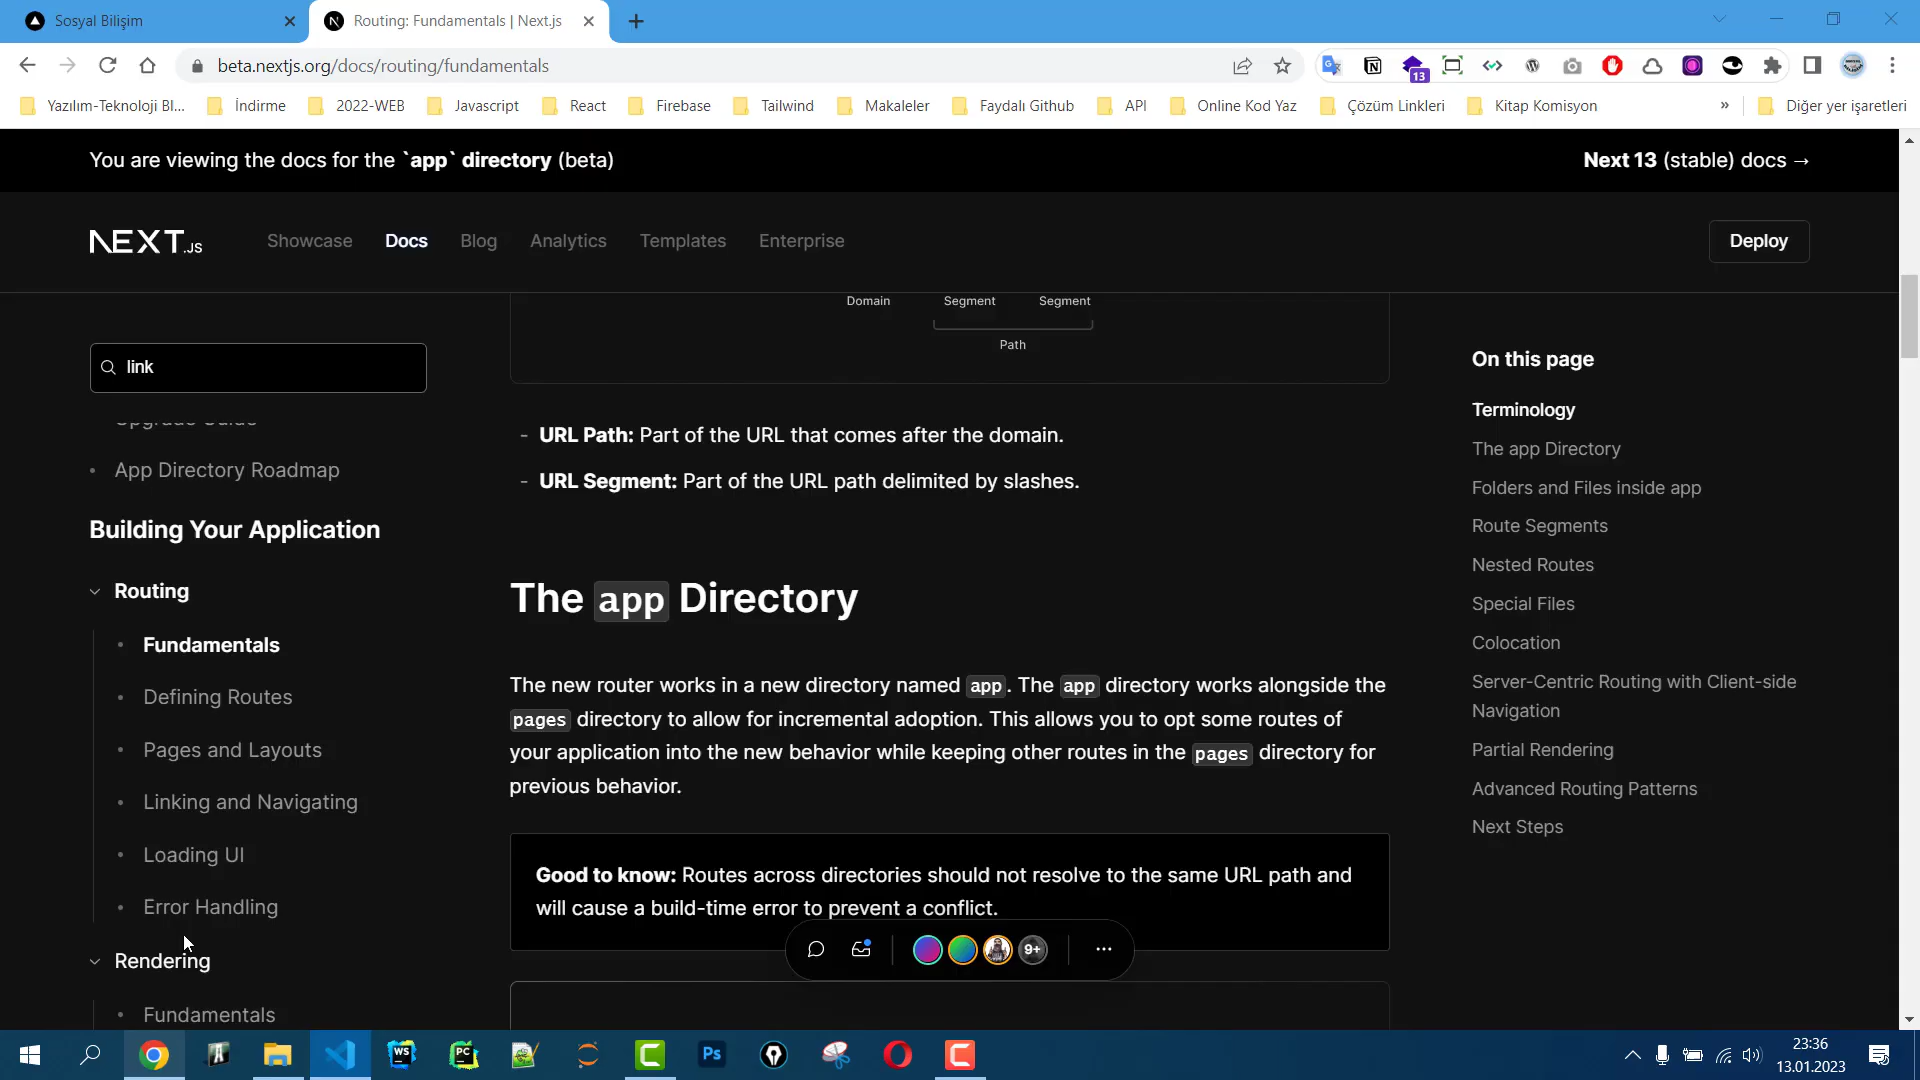 Sosyal Bilişim
Routing: Fundamentals | Next.js
beta.nextjs.org/docs/routing/fundamentals
13
Yazılım-Teknoloji Bl...
İndirme
2022-WEB
Javascript
React
Firebase
Tailwind
Makaleler
Faydalı Github
API
Online Kod Yaz
Çözüm Linkleri
Kitap Komisyon
»
Diğer yer işaretleri
You are viewing the docs for the `app` directory (beta)
Next 13 (stable) docs →
NEXT.JS
Showcase
Docs
Blog
Analytics
Templates
Enterprise
Deploy
link
Upgrade Guide
App Directory Roadmap
Building Your Application
Routing
Fundamentals
Defining Routes
Pages and Layouts
Linking and Navigating
Loading UI
Error Handling
Rendering
Fundamentals
Domain
Segment
Segment
Path
- URL Path: Part of the URL that comes after the domain.
- URL Segment: Part of the URL path delimited by slashes.
The app Directory
The new router works in a new directory named app. The app directory works alongside the
pages directory to allow for incremental adoption. This allows you to opt some routes of
your application into the new behavior while keeping other routes in the pages directory for
previous behavior.
Good to know: Routes across directories should not resolve to the same URL path and
will cause a build-time error to prevent a conflict.
9+
On this page
Terminology
The app Directory
Folders and Files inside app
Route Segments
Nested Routes
Special Files
Colocation
Server-Centric Routing with Client-side
Navigation
Partial Rendering
Advanced Routing Patterns
Next Steps
WS
PC
Ps
23:36
13.01.2023